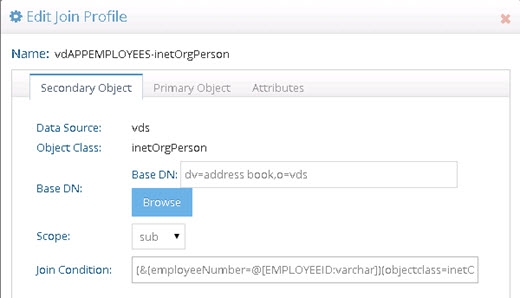 Edit Join Profile
Name: vdAPPEMPLOYEES-inetOrgPerson
Secondary Object Primary Object Attributes
Data Source: vds
Object Class: inetOrgPerson
Base DN: Base DN: dv=address book,o=vds
Browse
Scope: sub
Join Condition: (&(employeeNumber=@[EMPLOYEEID:varchar])(objectclass=inetO